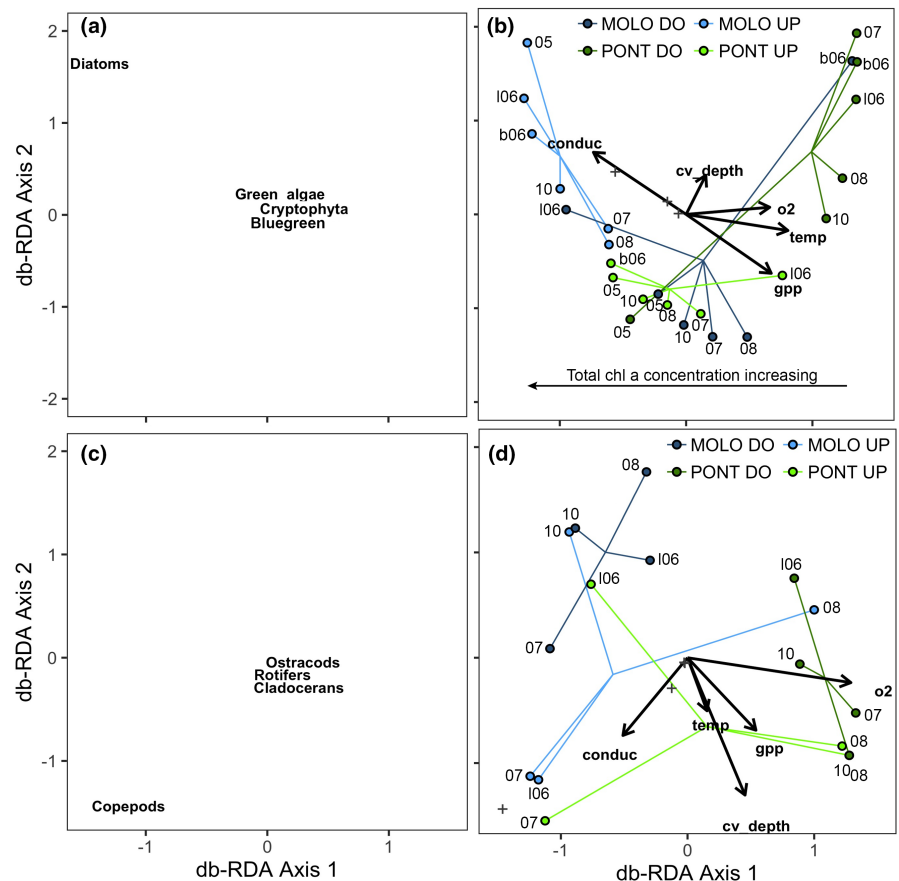 (a)
2
1
0
-1
-2
db-RDA Axis 2
Diatoms
Green algae
Cryptophyta
Bluegreen
(b)
MOLO DO MOLO UP
PONT DO PONT UP
05
07
b06 b06
l06 l06
b06
conduc
cv_depth
08
10
l06 o2
10
07
temp
08
b06 l06
05 gpp
10 05 08 07
05 10 07 08
Total chl a concentration increasing
(c)
2
1
0
-1
db-RDA Axis 2
Ostracods
Rotifers
Cladocerans
Copepods
-1 0 1
db-RDA Axis 1
(d)
MOLO DO MOLO UP
PONT DO PONT UP
08
10
10
l06
l06 l06
08
07 10
o2
07
temp
conduc gpp 08
10 08
07
l06
07 cv_depth
-1 0 1
db-RDA Axis 1